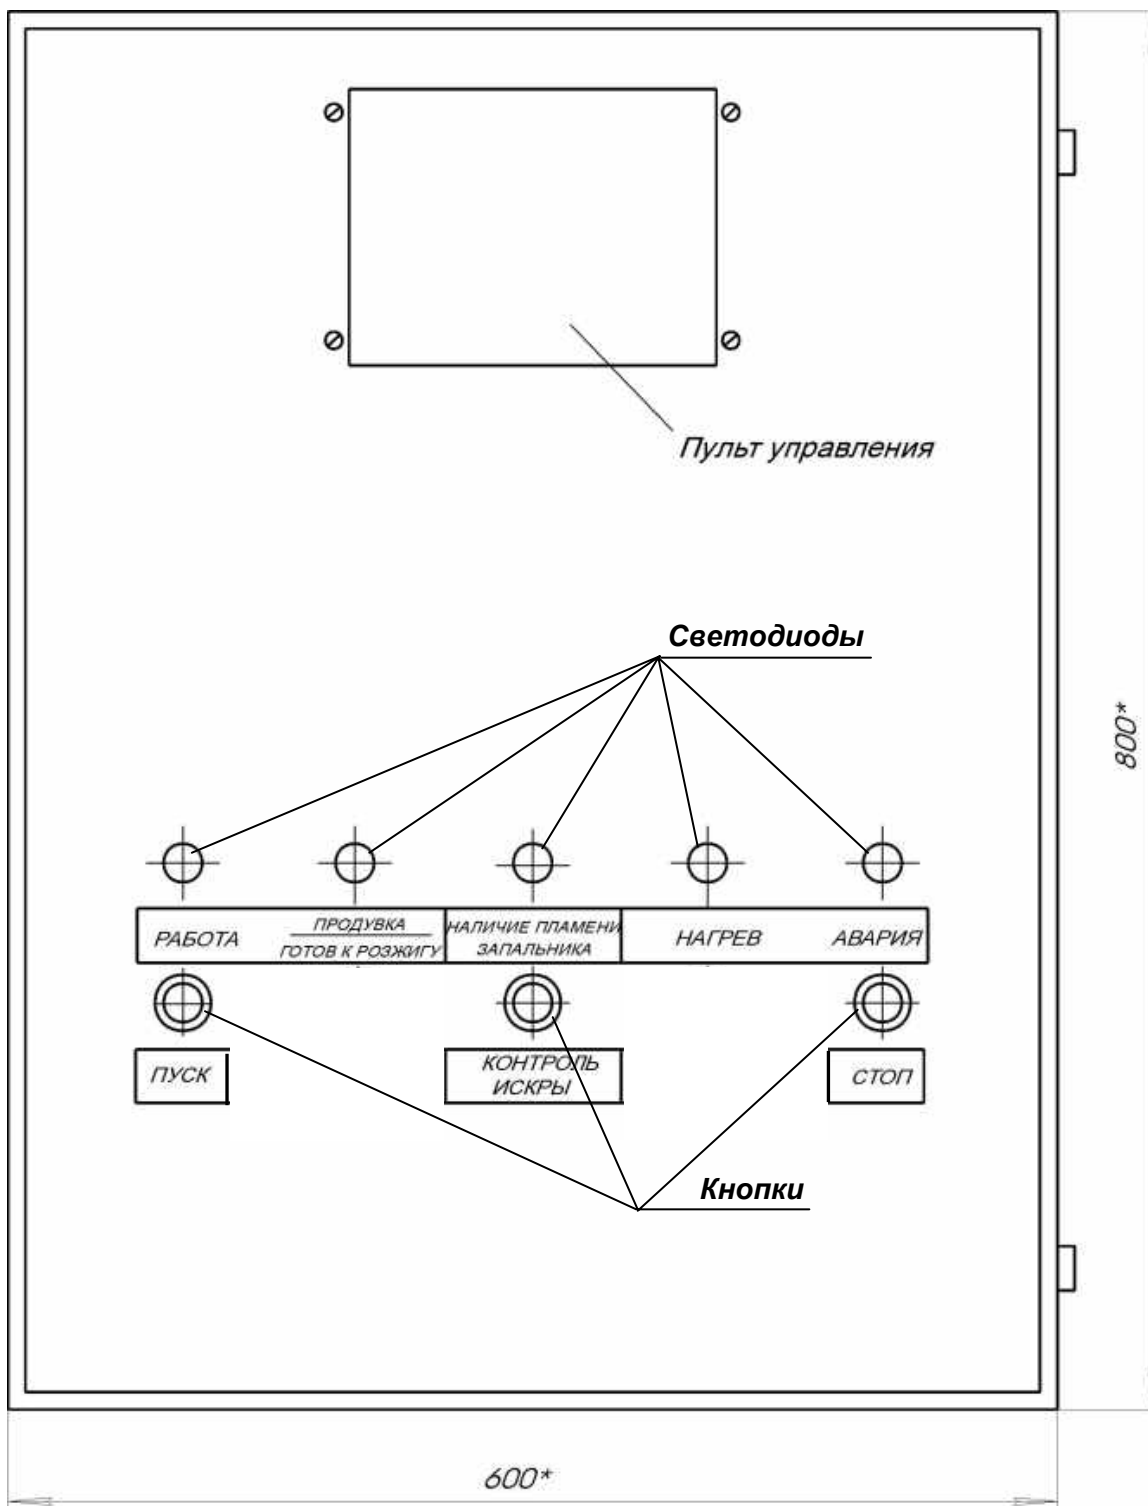 Пульт управления
Светодиоды
800*
РАБОТА
ПРОДУВКА
ГОТОВ К РОЗЖИГУ
НАЛИЧИЕ ПЛАМЕНИ
ЗАПАЛЬНИКА
НАГРЕВ
АВАРИЯ
ПУСК
КОНТРОЛЬ
ИСКРЫ
СТОП
Кнопки
600*